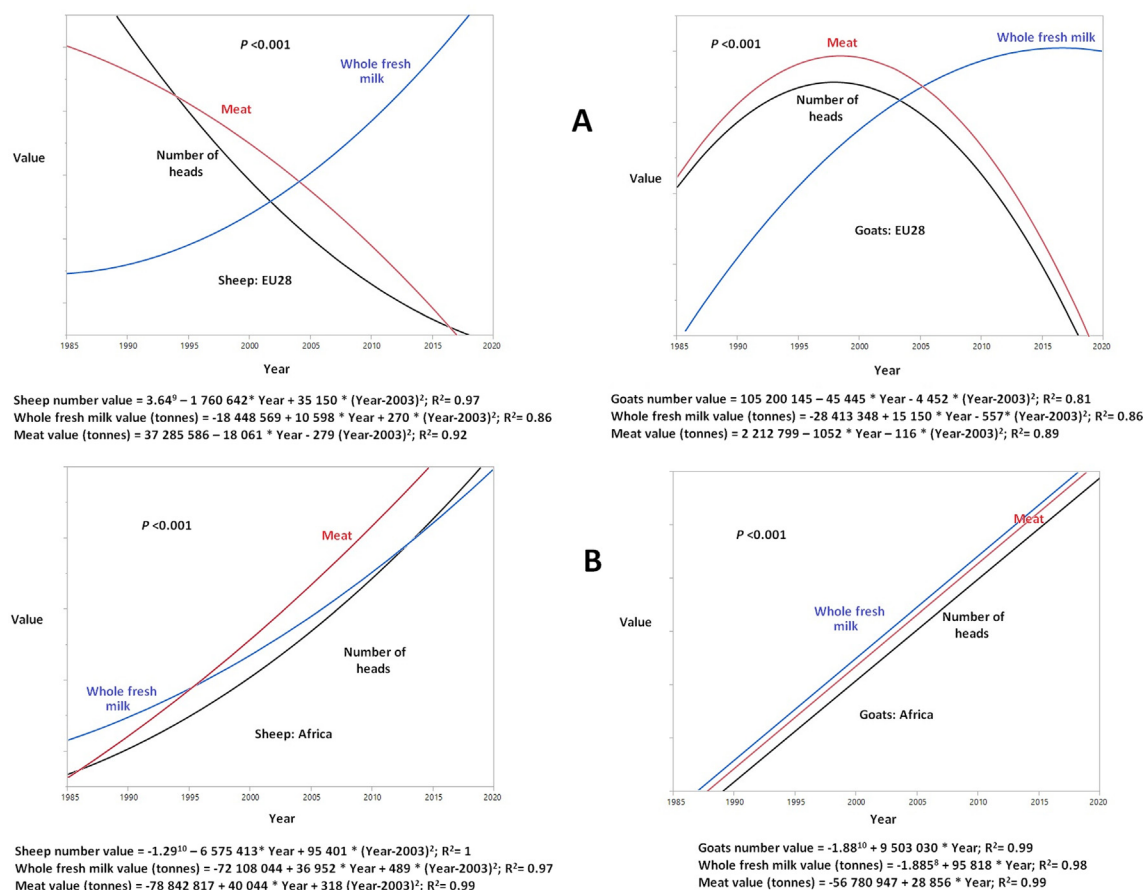 P <0.001
Whole fresh
milk
Meat
Number of
heads
Value
Sheep: EU28
1985 1990 1995 2000 2005 2010 2015 2020
Year
Sheep number value = 3.64⁹ – 1 760 642* Year + 35 150 * (Year-2003)²; R²= 0.97
Whole fresh milk value (tonnes) = -18 448 569 + 10 598 * Year + 270 * (Year-2003)²; R²= 0.86
Meat value (tonnes) = 37 285 586 - 18 061 * Year - 279 (Year-2003)²; R²= 0.92
A
P <0.001
Whole fresh milk
Meat
Number of
heads
Value
Goats: EU28
1985 1990 1995 2000 2005 2010 2015 2020
Year
Goats number value = 105 200 145 – 45 445 * Year - 4 452 * (Year-2003)²; R²= 0.81
Whole fresh milk value (tonnes) = -28 413 348 + 15 150 * Year - 557* (Year-2003)²; R²= 0.86
Meat value (tonnes) = 2 212 799 – 1052 * Year – 116 * (Year-2003)²; R²= 0.89
P <0.001
Meat
Value
Number of
heads
Whole fresh
milk
Sheep: Africa
1985 1990 1995 2000 2005 2010 2015 2020
Year
Sheep number value = -1.29¹⁰ – 6 575 413* Year + 95 401 * (Year-2003)²; R²= 1
Whole fresh milk value (tonnes) = -72 108 044 + 36 952 * Year + 489 * (Year-2003)²; R²= 0.97
Meat value (tonnes) = -78 842 817 + 40 044 * Year + 318 (Year-2003)²; R²= 0.99
B
Meat
P <0.001
Whole fresh
milk
Number of
heads
Value
Goats: Africa
1985 1990 1995 2000 2005 2010 2015 2020
Year
Goats number value = -1.88¹⁰ + 9 503 030 * Year; R²= 0.99
Whole fresh milk value (tonnes) = -1.885⁸ + 95 818 * Year; R²= 0.98
Meat value (tonnes) = -56 780 947 + 28 856 * Year; R²= 0.99